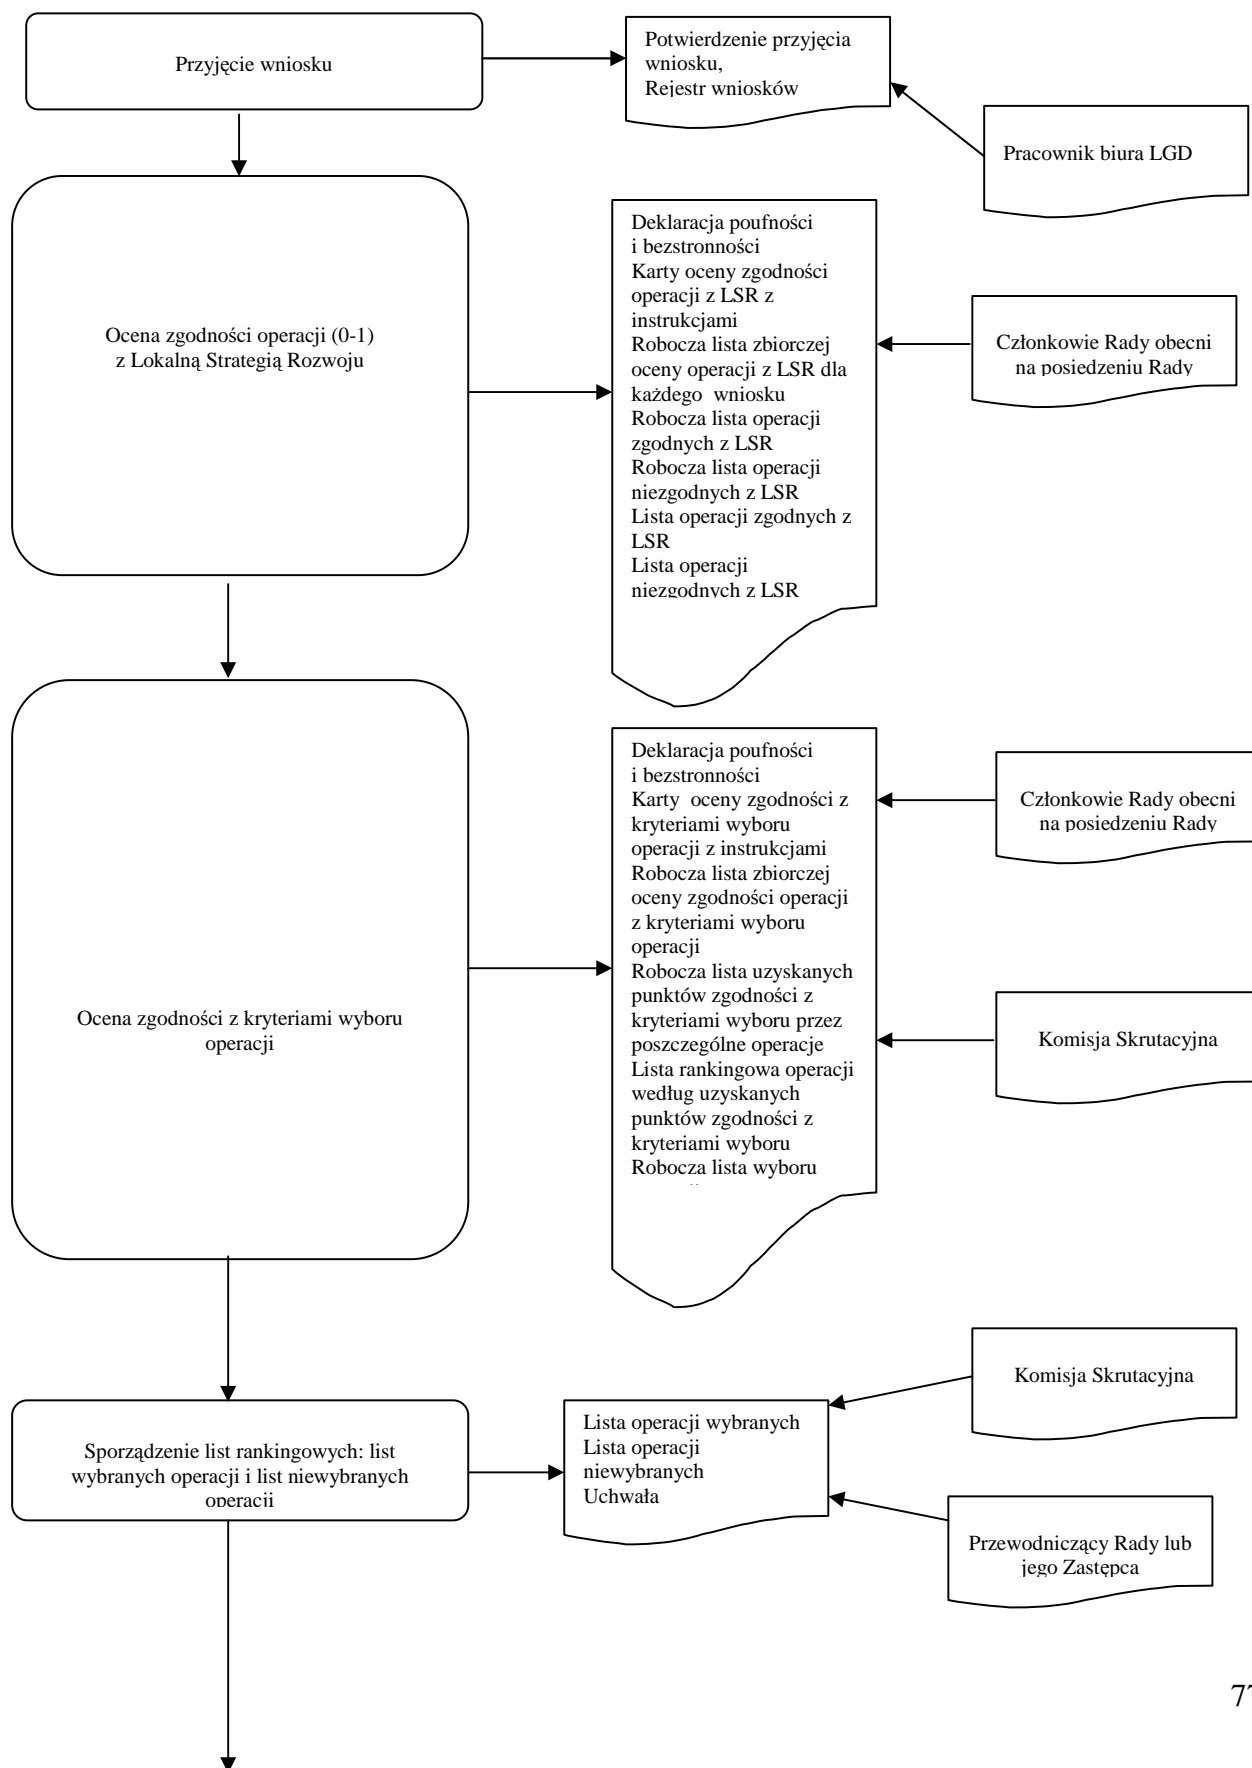 Przyjęcie wniosku
Potwierdzenie przyjęcia
wniosku,
Rejestr wniosków
Pracownik biura LGD
Ocena zgodności operacji (0-1)
z Lokalną Strategią Rozwoju
Deklaracja poufności
i bezstronności
Karty oceny zgodności
operacji z LSR z
instrukcjami
Robocza lista zbiorczej
oceny operacji z LSR dla
każdego wniosku
Robocza lista operacji
zgodnych z LSR
Robocza lista operacji
niezgodnych z LSR
Lista operacji zgodnych z
LSR
Lista operacji
niezgodnych z LSR
Członkowie Rady obecni
na posiedzeniu Rady
Ocena zgodności z kryteriami wyboru
operacji
Deklaracja poufności
i bezstronności
Karty oceny zgodności z
kryteriami wyboru
operacji z instrukcjami
Robocza lista zbiorczej
oceny zgodności operacji
z kryteriami wyboru
operacji
Robocza lista uzyskanych
punktów zgodności z
kryteriami wyboru przez
poszczególne operacje
Lista rankingowa operacji
według uzyskanych
punktów zgodności z
kryteriami wyboru
Robocza lista wyboru
Członkowie Rady obecni
na posiedzeniu Rady
Komisja Skrutacyjna
Sporządzenie list rankingowych: list
wybranych operacji i list niewybranych
operacji
Lista operacji wybranych
Lista operacji
niewybranych
Uchwała
Komisja Skrutacyjna
Przewodniczący Rady lub
jego Zastępca
77